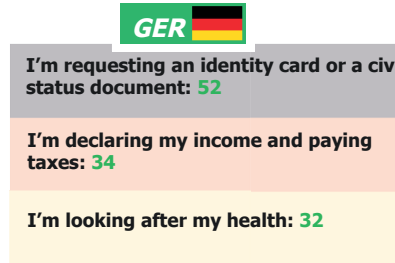 GER
I'm requesting an identity card or a civ
status document: 52
I'm declaring my income and paying
taxes: 34
I'm looking after my health: 32